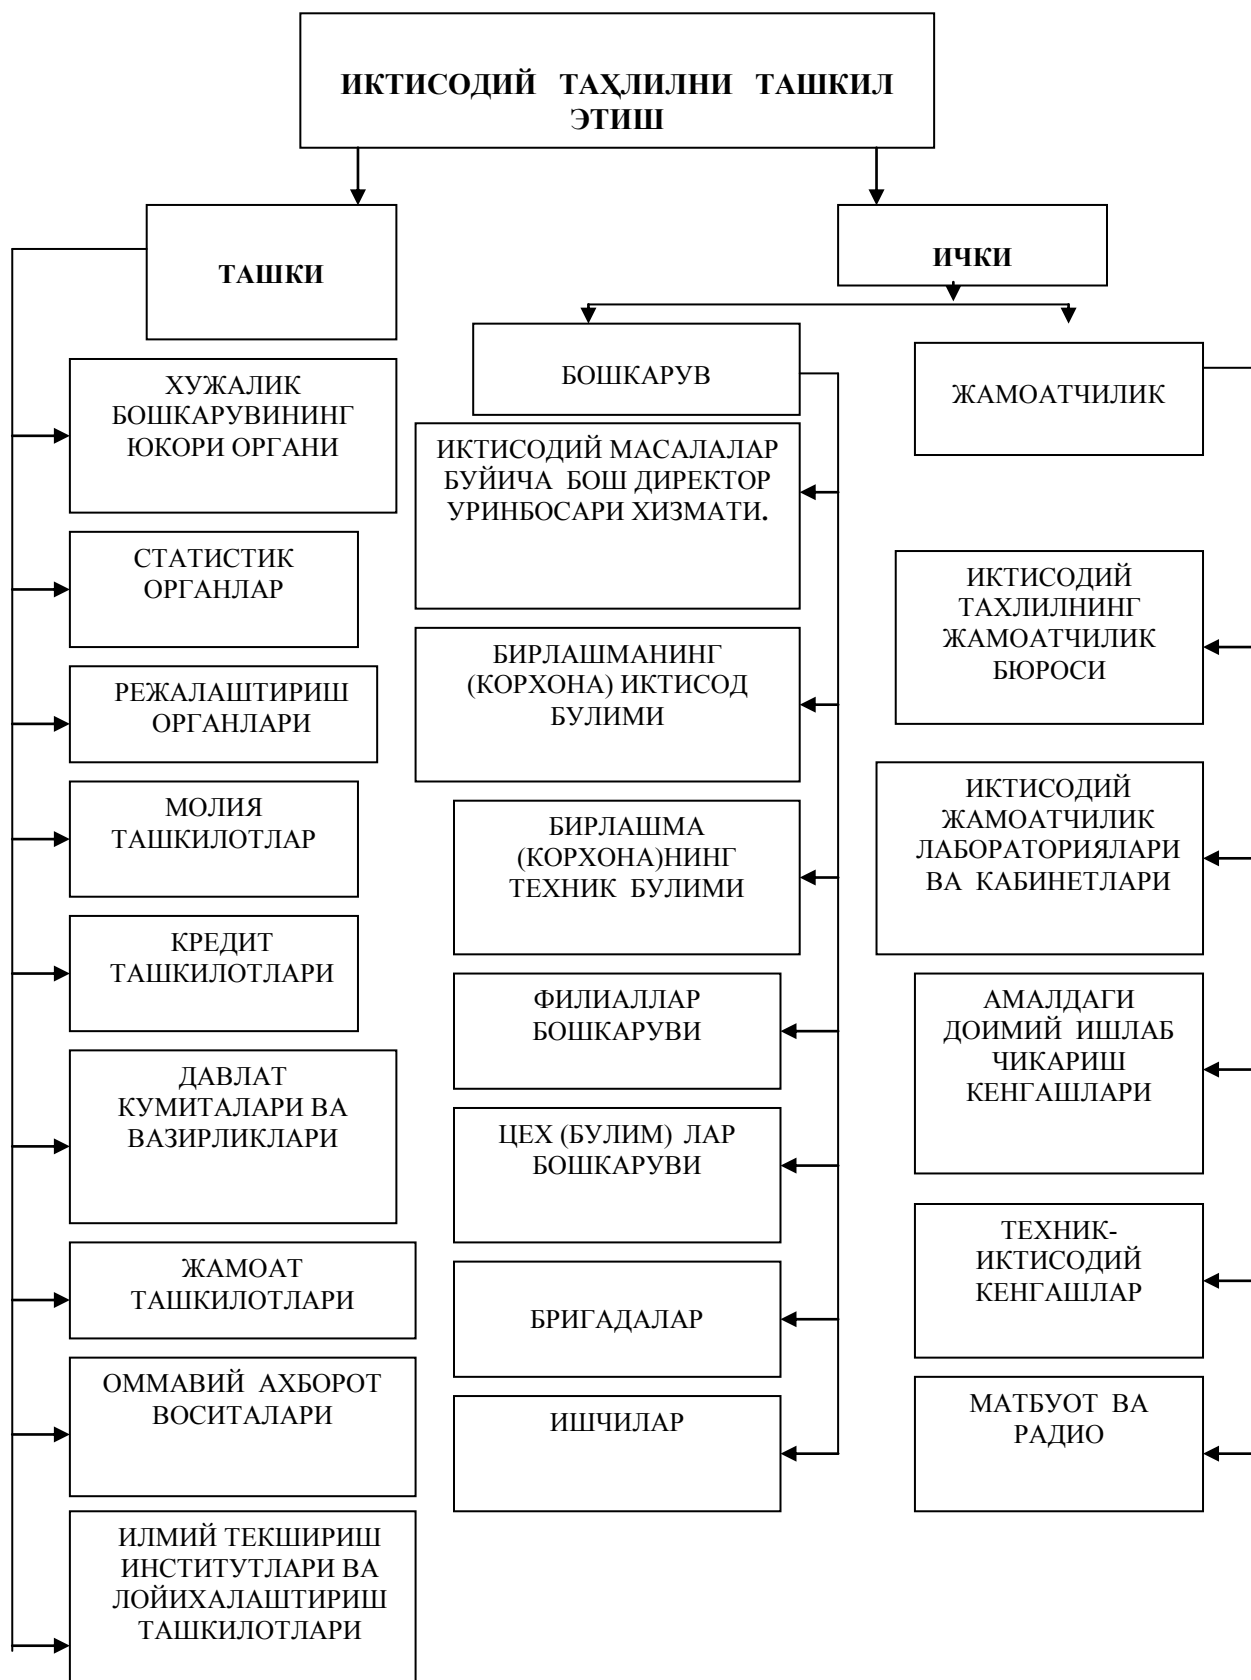 ИКТИСОДИЙ ТАҲЛИЛНИ ТАШКИЛ
ЭТИШ
ТАШКИ
ИЧКИ
ХУЖАЛИК
БОШКАРУВИНИНГ
ЮКОРИ ОРГАНИ
СТАТИСТИК
ОРГАНЛАР
РЕЖАЛАШТИРИШ
ОРГАНЛАРИ
МОЛИЯ
ТАШКИЛОТЛАР
КРЕДИТ
ТАШКИЛОТЛАРИ
ДАВЛАТ
КУМИТАЛАРИ ВА
ВАЗИРЛИКЛАРИ
ЖАМОАТ
ТАШКИЛОТЛАРИ
ОММАВИЙ АХБОРОТ
ВОСИТАЛАРИ
ИЛМИЙ ТЕКШИРИШ
ИНСТИТУТЛАРИ ВА
ЛОЙИХАЛАШТИРИШ
ТАШКИЛОТЛАРИ
БОШКАРУВ
ИКТИСОДИЙ МАСАЛАЛАР
БУЙИЧА БОШ ДИРЕКТОР
УРИНБОСАРИ ХИЗМАТИ.
БИРЛАШМАНИНГ
(КОРХОНА) ИКТИСОД
БУЛИМИ
БИРЛАШМА
(КОРХОНА)НИНГ
ТЕХНИК БУЛИМИ
ФИЛИАЛЛАР
БОШКАРУВИ
ЦЕХ (БУЛИМ) ЛАР
БОШКАРУВИ
БРИГАДАЛАР
ИШЧИЛАР
ЖАМОАТЧИЛИК
ИКТИСОДИЙ
ТАХЛИЛНИНГ
ЖАМОАТЧИЛИК
БЮРОСИ
ИКТИСОДИЙ
ЖАМОАТЧИЛИК
ЛАБОРАТОРИЯЛАРИ
ВА КАБИНЕТЛАРИ
АМАЛДАГИ
ДОИМИЙ ИШЛАБ
ЧИКАРИШ
КЕНГАШЛАРИ
ТЕХНИК-
ИКТИСОДИЙ
КЕНГАШЛАР
МАТБУОТ ВА
РАДИО